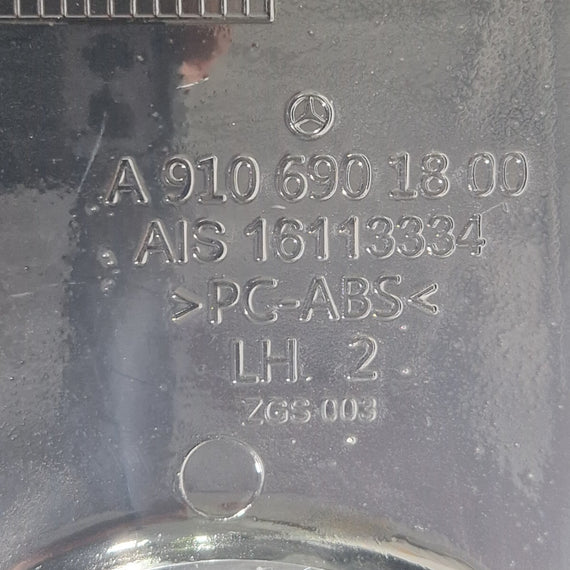 A 910 690 18 00
AIS 16113334
>PC-ABS<
LH. 2
ZGS 003